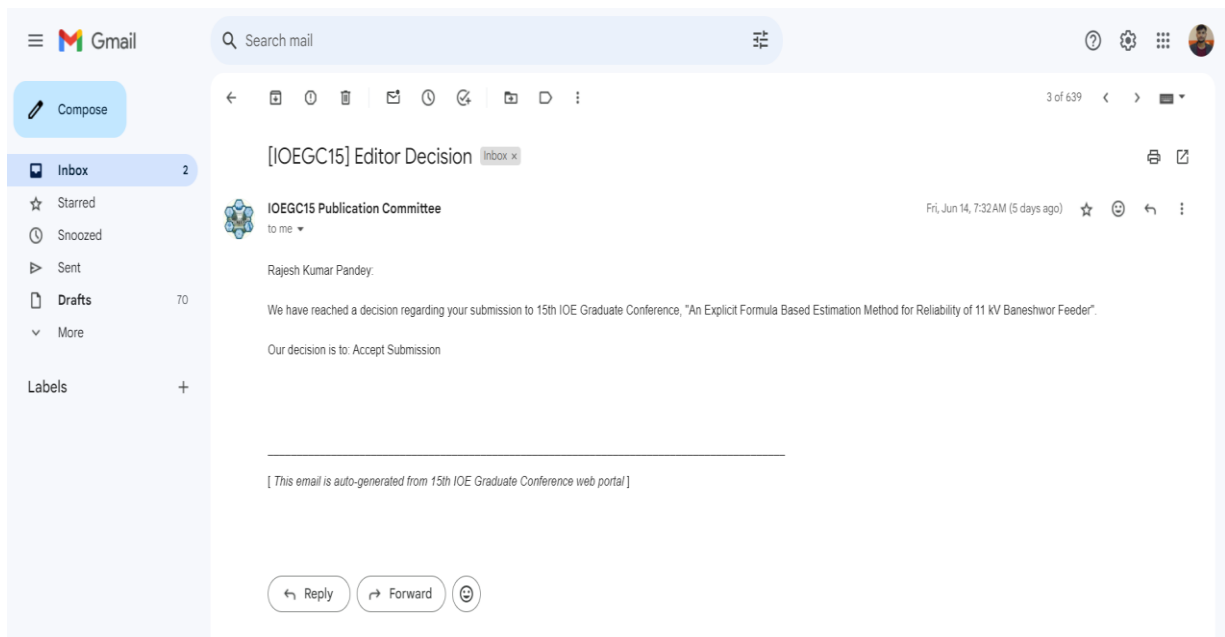 Gmail
Search mail
Compose
3 of 639
[IOEGC15] Editor Decision Inbox ×
Inbox 2
Starred
Snoozed
Sent
Drafts 70
More
Labels +
IOEGC15 Publication Committee
Fri, Jun 14, 7:32 AM (5 days ago)
to me
Rajesh Kumar Pandey:
We have reached a decision regarding your submission to 15th IOE Graduate Conference, "An Explicit Formula Based Estimation Method for Reliability of 11 kV Baneshwor Feeder".
Our decision is to: Accept Submission
[ This email is auto-generated from 15th IOE Graduate Conference web portal ]
Reply
Forward